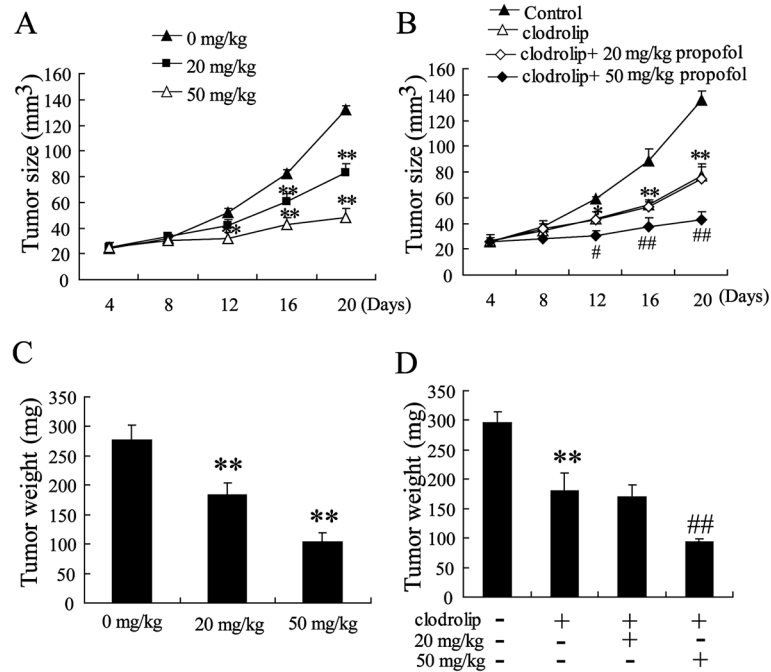 A
0 mg/kg
20 mg/kg
50 mg/kg
Tumor size (mm3)
160
140
120
100
80
60
40
20
0
**
**
**
**
**
4 8 12 16 20 (Days)
B
Control
clodrolip
clodrolip+ 20 mg/kg propofol
clodrolip+ 50 mg/kg propofol
Tumor size (mm3)
160
140
120
100
80
60
40
20
0
*
**
**
#
##
##
4 8 12 16 20 (Days)
C
Tumor weight (mg)
350
300
250
200
150
100
50
0
**
**
0 mg/kg 20 mg/kg 50 mg/kg
D
Tumor weight (mg)
350
300
250
200
150
100
50
0
**
##
clodrolip - + + +
20 mg/kg - - + -
50 mg/kg - - - +